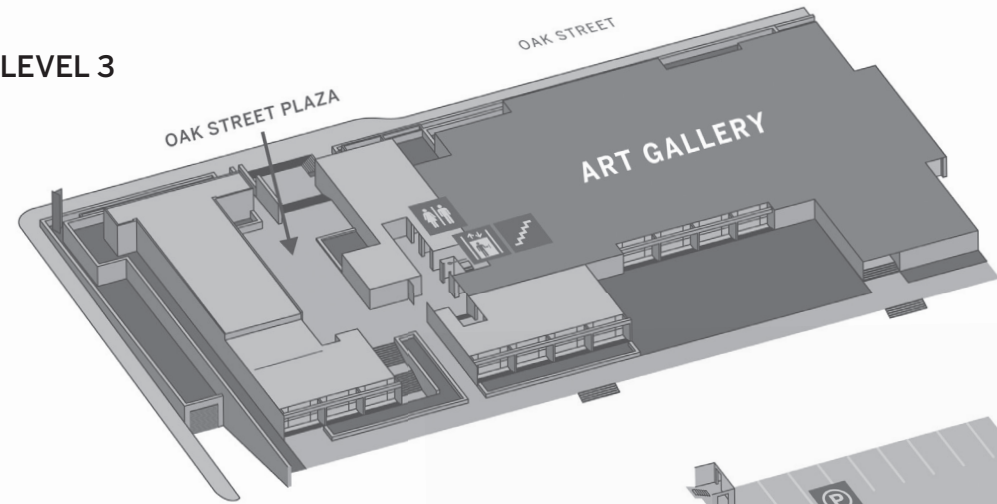 OAK STREET
LEVEL 3
OAK STREET PLAZA
ART GALLERY
P